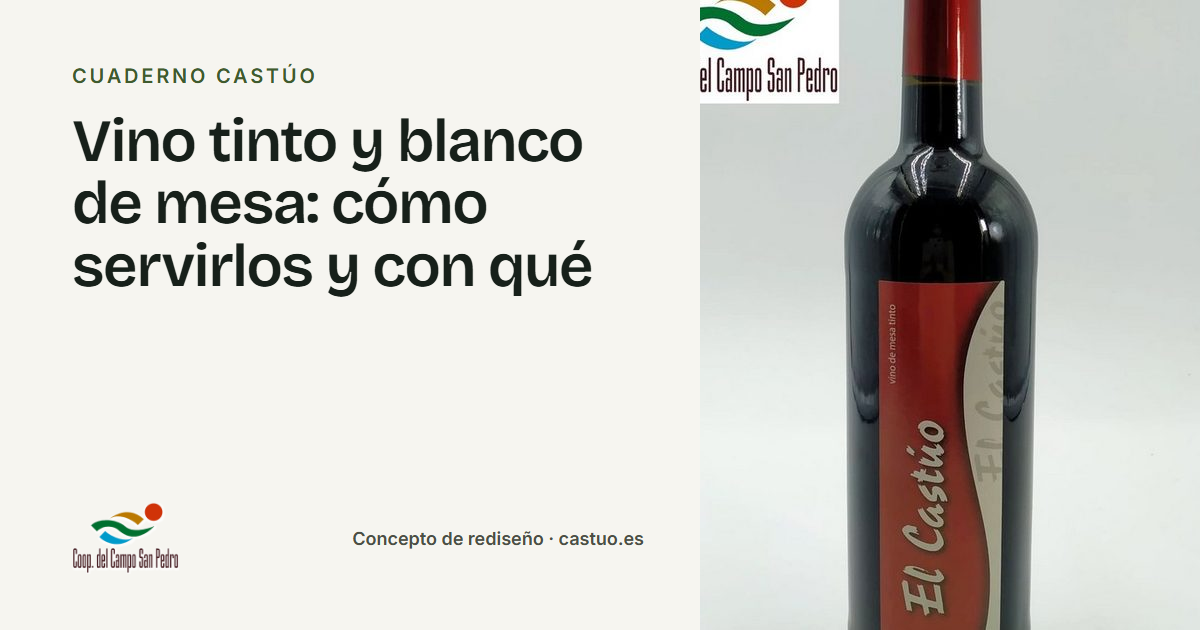 CUADERNO CASTÚO
Vino tinto y blanco
de mesa: cómo
servirlos y con qué
Coop. del Campo San Pedro
Concepto de rediseño · castuo.es
el Campo San Pedro
vino de mesa tinto
El Castúo
El Castúo